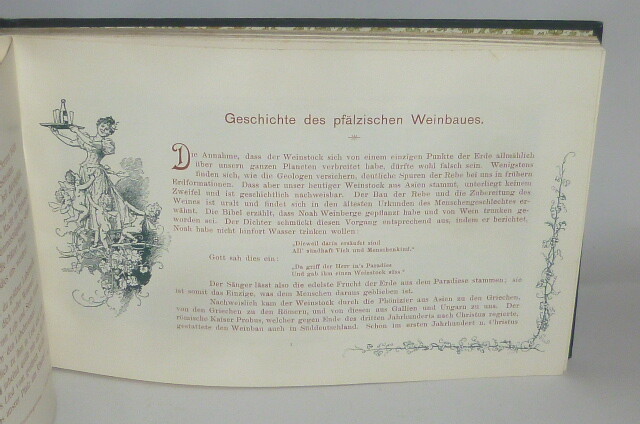 Geschichte des pfälzischen Weinbaues.
Die Annahme, dass der Weinstock sich von einem einzigen Punkte der Erde allmählich
über unsern ganzen Planeten verbreitet habe, dürfte wohl falsch sein. Wenigstens
finden sich, wie die Geologen versichern, deutliche Spuren der Rebe bei uns in frühern
Erdformationen. Dass aber unser heutiger Weinstock aus Asien stammt, unterliegt keinem
Zweifel und ist geschichtlich nachweisbar. Der Bau der Rebe und die Zubereitung des
Weines ist uralt und findet sich in den ältesten Urkunden des Menschengeschlechtes er-
wähnt. Die Bibel erzählt, dass Noah Weinberge gepflanzt habe und von Wein trunken ge-
worden sei. Der Dichter schmückt diesen Vorgang entsprechend aus, indem er berichtet,
Noah habe nicht hinfort Wasser trinken wollen:
„Dieweil darin ersäufet sind
All' sündhaft Vieh und Menschenkind.“
Gott sah dies ein:
„Da griff der Herr in's Paradies
Und gab ihm einen Weinstock süss.“
Der Sänger lässt also die edelste Frucht der Erde aus dem Paradiese stammen; sie
ist somit das Einzige, was dem Menschen daraus geblieben ist.
Nachweislich kam der Weinstock durch die Phönizier aus Asien zu den Griechen,
von den Griechen zu den Römern, und von diesen aus Gallien und Ungarn zu uns. Der
römische Kaiser Probus, welcher gegen Ende des dritten Jahrhunderts nach Christus regierte,
gestattete den Weinbau auch in Süddeutschland. Schon im ersten Jahrhundert n. Christus